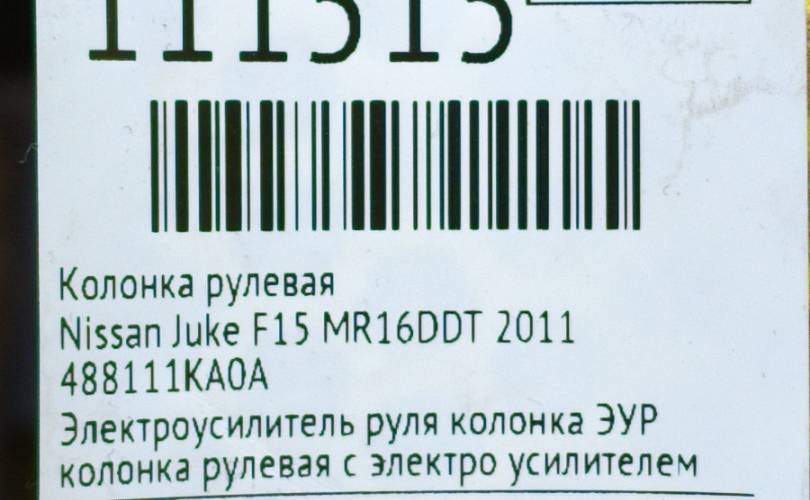 Колонка рулевая
Nissan Juke F15 MR16DDT 2011
488111KA0A
Электроусилитель руля колонка ЭУР
колонка рулевая с электро усилителем